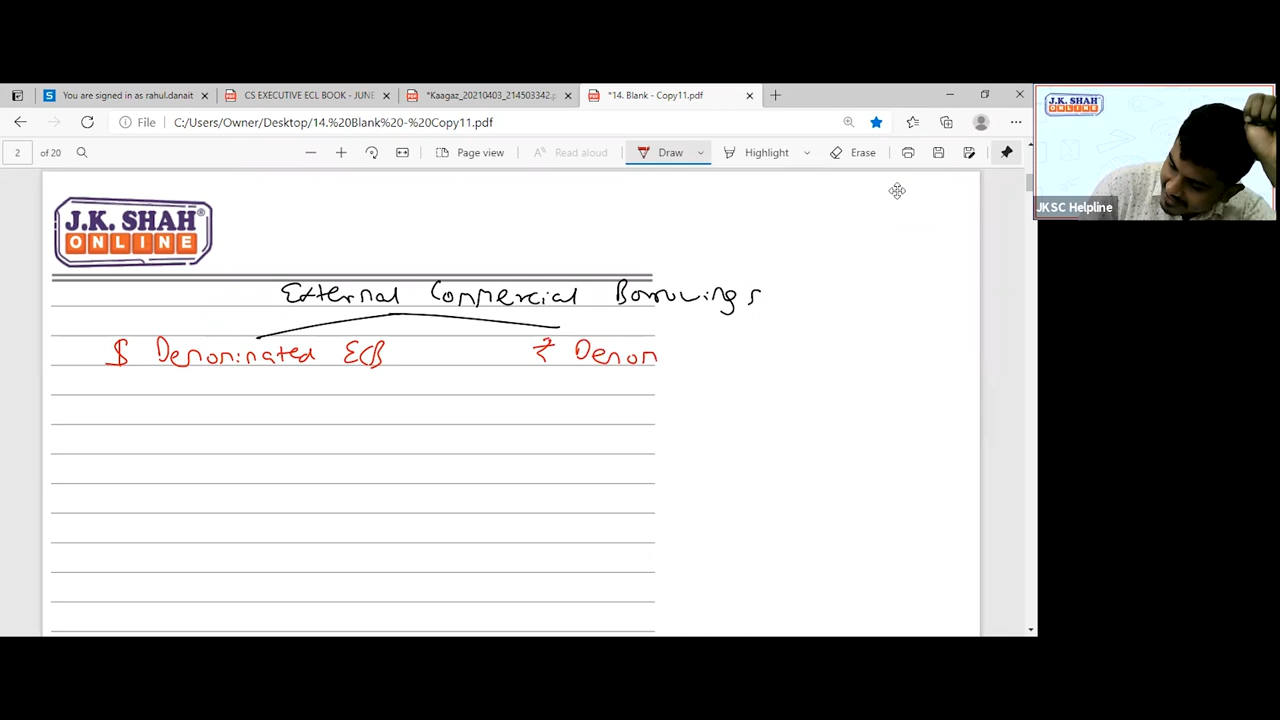 You are signed in as rahul.danait
CS EXECUTIVE ECL BOOK - JUNE
*Kaagaz_20210403_214503342.p
*14. Blank - Copy11.pdf
File C:/Users/Owner/Desktop/14.%20Blank%20-%20Copy11.pdf
2 of 20 Page view Read aloud Draw Highlight Erase
J.K. SHAH
ONLINE
JKSC Helpline
J.K. SHAH®
ONLINE
External Commercial Borrowings
$ Denominated ECB ₹ Denom